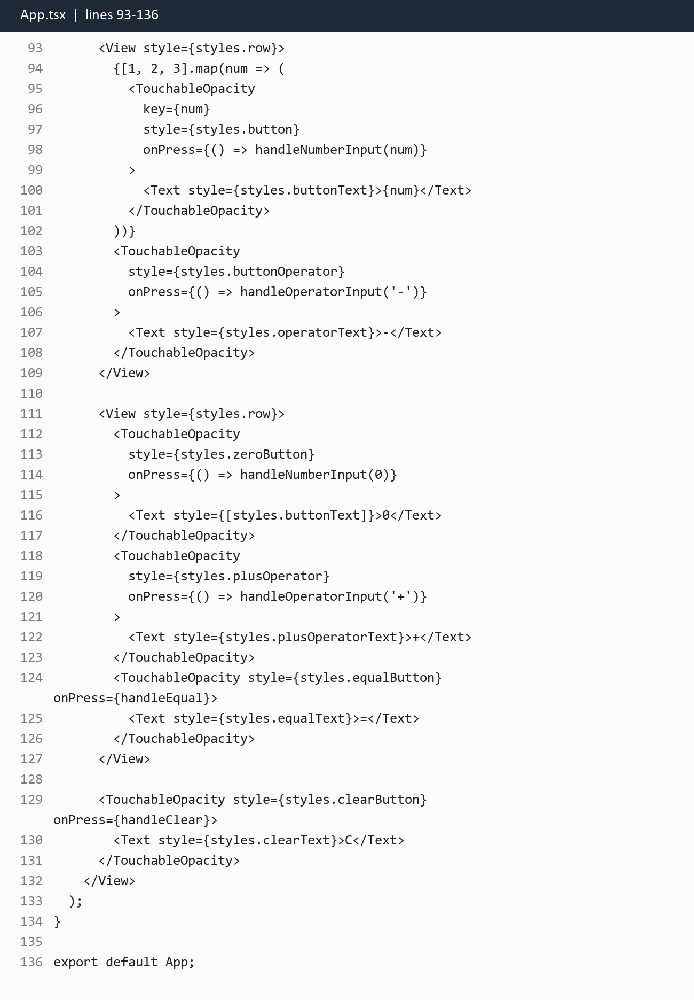 App.tsx | lines 93-136
93       <View style={styles.row}>
94         {[1, 2, 3].map(num => (
95           <TouchableOpacity
96             key={num}
97             style={styles.button}
98             onPress={() => handleNumberInput(num)}
99           >
100             <Text style={styles.buttonText}>{num}</Text>
101           </TouchableOpacity>
102         ))}
103         <TouchableOpacity
104           style={styles.buttonOperator}
105           onPress={() => handleOperatorInput('-')}
106         >
107           <Text style={styles.operatorText}>-</Text>
108         </TouchableOpacity>
109       </View>
110
111       <View style={styles.row}>
112         <TouchableOpacity
113           style={styles.zeroButton}
114           onPress={() => handleNumberInput(0)}
115         >
116           <Text style={[styles.buttonText]}>0</Text>
117         </TouchableOpacity>
118         <TouchableOpacity
119           style={styles.plusOperator}
120           onPress={() => handleOperatorInput('+')}
121         >
122           <Text style={styles.plusOperatorText}>+</Text>
123         </TouchableOpacity>
124         <TouchableOpacity style={styles.equalButton}
onPress={handleEqual}>
125           <Text style={styles.equalText}>=</Text>
126         </TouchableOpacity>
127       </View>
128
129       <TouchableOpacity style={styles.clearButton}
onPress={handleClear}>
130         <Text style={styles.clearText}>C</Text>
131       </TouchableOpacity>
132     </View>
133   );
134 }
135
136 export default App;